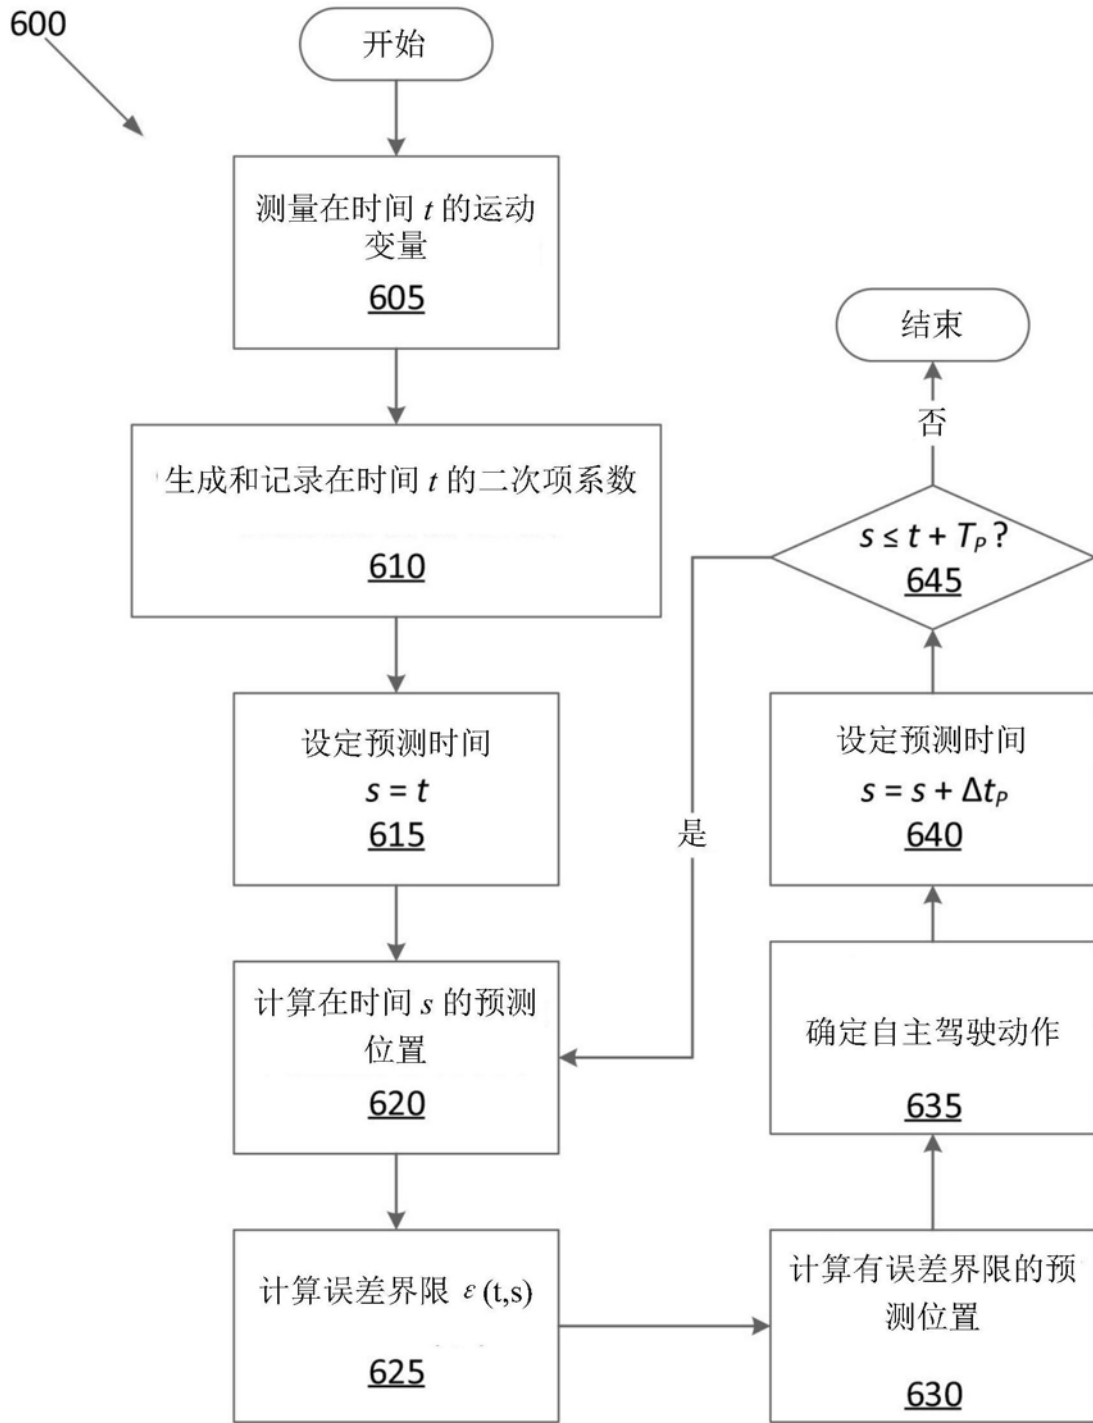 600
开始
测量在时间 t 的运动
变量
605
生成和记录在时间 t 的二次项系数
610
设定预测时间
s = t
615
计算在时间 s 的预测
位置
620
计算误差界限 ε(t,s)
625
计算有误差界限的预
测位置
630
确定自主驾驶动作
635
设定预测时间
s = s + Δtₚ
640
s ≤ t + Tₚ?
645
是
否
结束